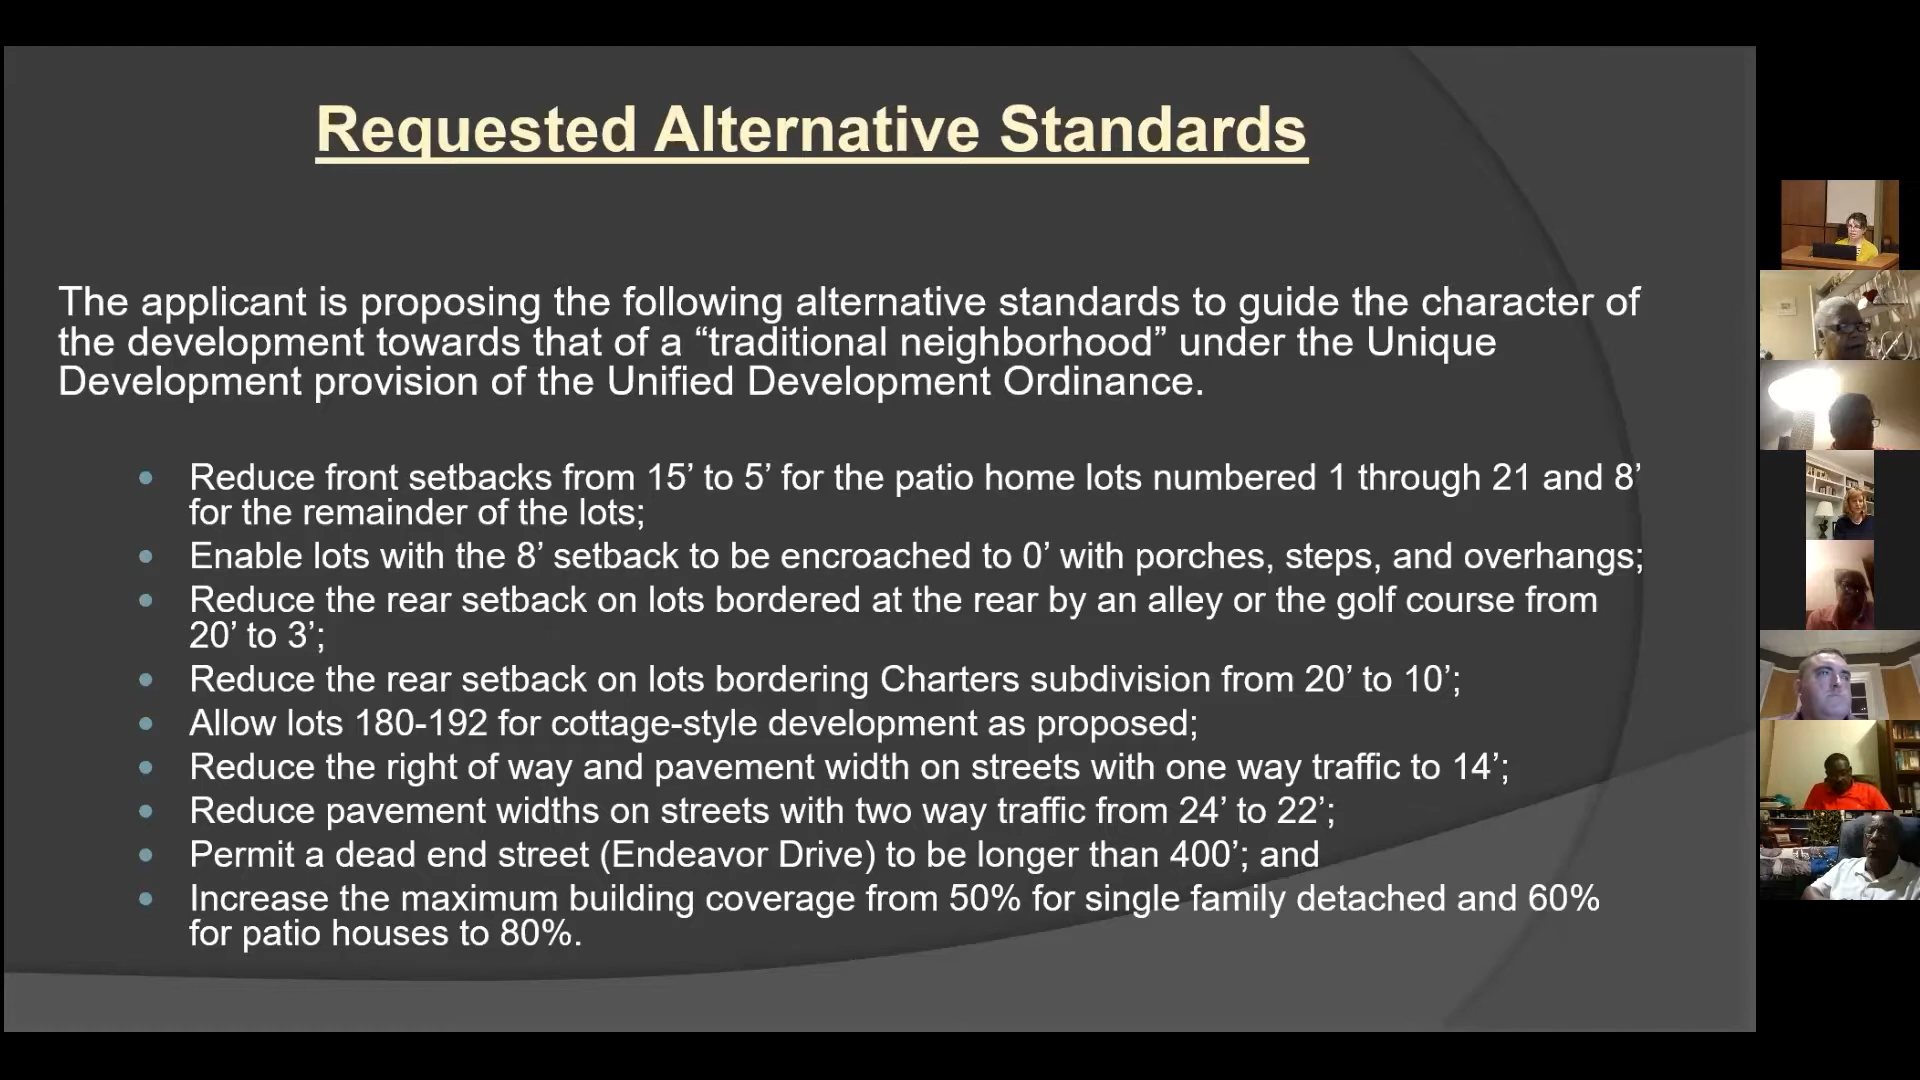 Requested Alternative Standards
The applicant is proposing the following alternative standards to guide the character of
the development towards that of a “traditional neighborhood” under the Unique
Development provision of the Unified Development Ordinance.
• Reduce front setbacks from 15’ to 5’ for the patio home lots numbered 1 through 21 and 8’
for the remainder of the lots;
• Enable lots with the 8’ setback to be encroached to 0’ with porches, steps, and overhangs;
• Reduce the rear setback on lots bordered at the rear by an alley or the golf course from
20’ to 3’;
• Reduce the rear setback on lots bordering Charters subdivision from 20’ to 10’;
• Allow lots 180-192 for cottage-style development as proposed;
• Reduce the right of way and pavement width on streets with one way traffic to 14’;
• Reduce pavement widths on streets with two way traffic from 24’ to 22’;
• Permit a dead end street (Endeavor Drive) to be longer than 400’; and
• Increase the maximum building coverage from 50% for single family detached and 60%
for patio houses to 80%.